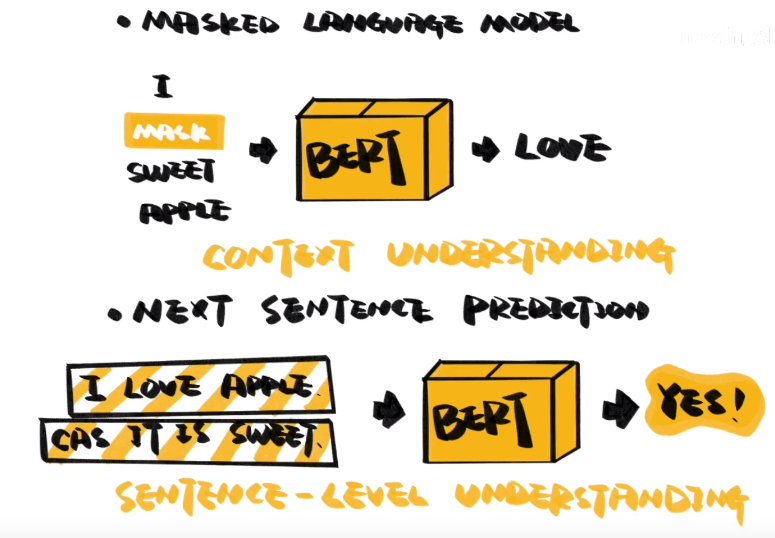 • MASKED LANGUAGE MODEL
I
MASK
SWEET
APPLE
BERT
LOVE
CONTEXT UNDERSTANDING
• NEXT SENTENCE PREDICTION
I LOVE APPLE.
CAS IT IS SWEET.
BERT
YES!
SENTENCE-LEVEL UNDERSTANDING